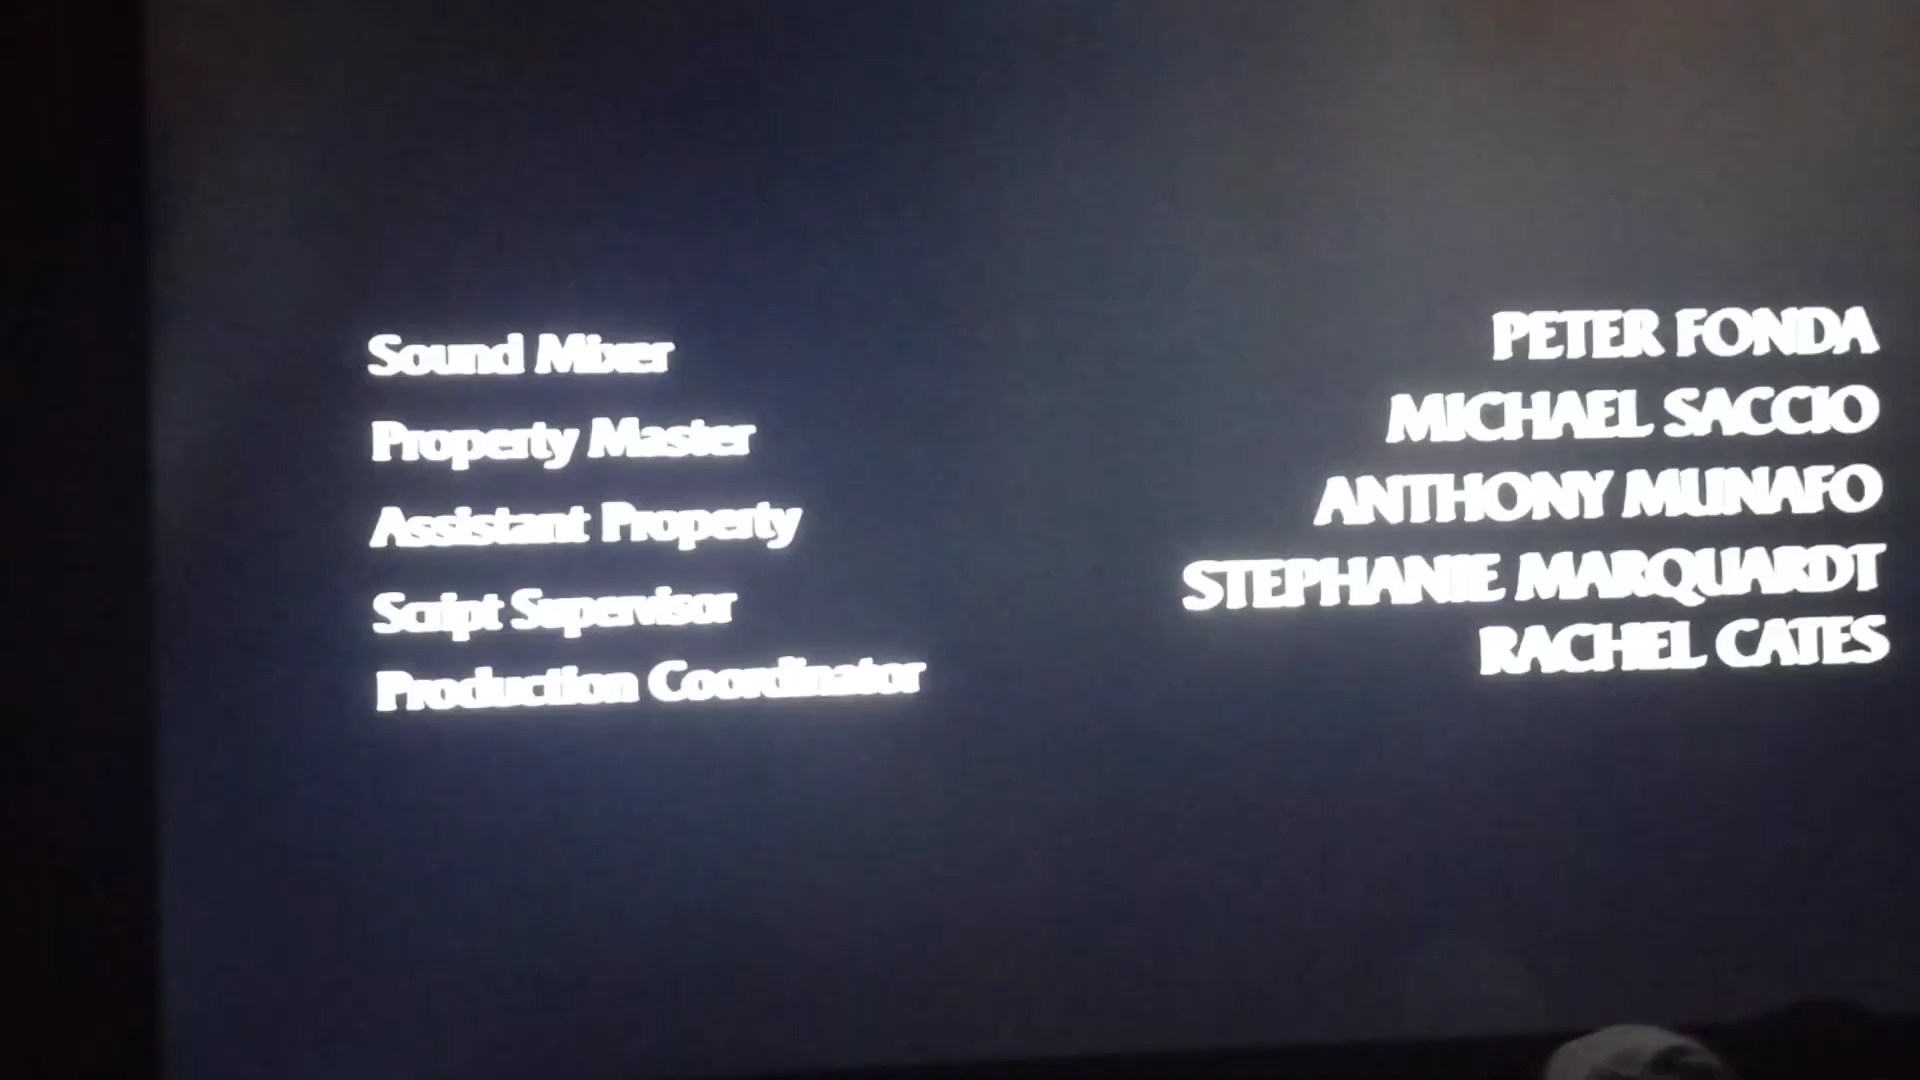 Sound Mixer PETER FONDA
Property Master MICHAEL SACCIO
Assistant Property ANTHONY MUNAFO
Script Supervisor STEPHANIE MARQUARDT
Production Coordinator RACHEL CATES